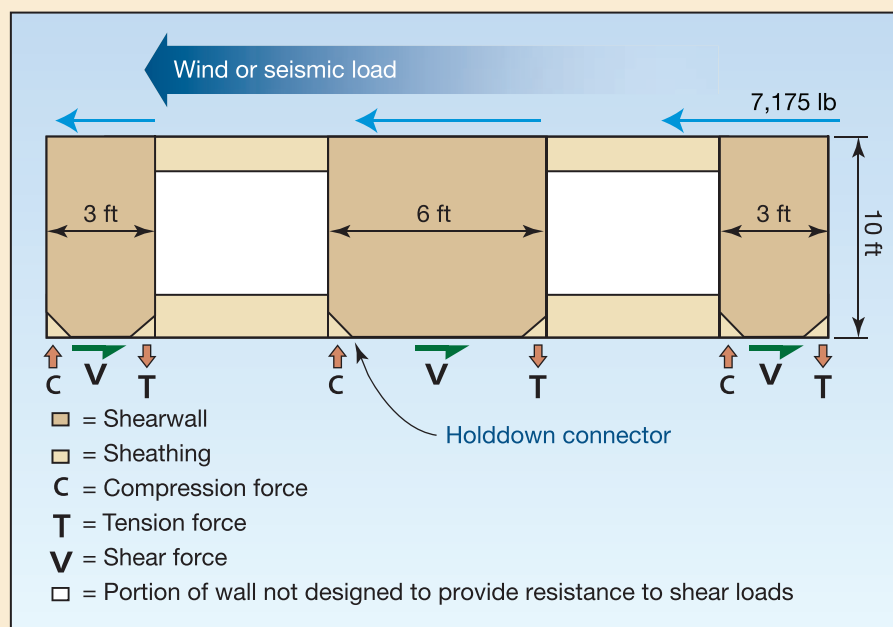 Wind or seismic load
7,175 lb
3 ft
6 ft
3 ft
10 ft
C V T
C V T
C V T
Holddown connector
= Shearwall
= Sheathing
C = Compression force
T = Tension force
V = Shear force
= Portion of wall not designed to provide resistance to shear loads